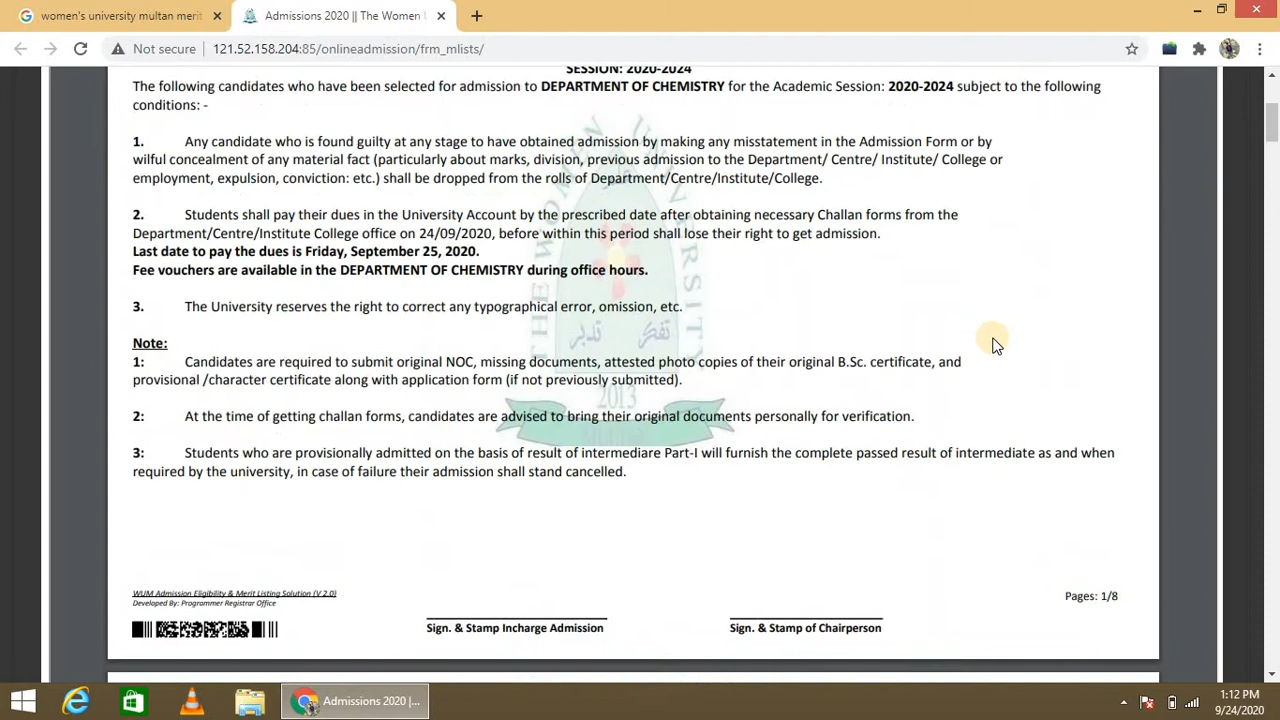 women's university multan merit
Admissions 2020 || The Women U
Not secure
121.52.158.204:85/onlineadmission/frm_mlists/
SESSION: 2020-2024
The following candidates who have been selected for admission to DEPARTMENT OF CHEMISTRY for the Academic Session: 2020-2024 subject to the following
conditions: -
1. Any candidate who is found guilty at any stage to have obtained admission by making any misstatement in the Admission Form or by
wilful concealment of any material fact (particularly about marks, division, previous admission to the Department/ Centre/ Institute/ College or
employment, expulsion, conviction: etc.) shall be dropped from the rolls of Department/Centre/Institute/College.
2. Students shall pay their dues in the University Account by the prescribed date after obtaining necessary Challan forms from the
Department/Centre/Institute College office on 24/09/2020, before within this period shall lose their right to get admission.
Last date to pay the dues is Friday, September 25, 2020.
Fee vouchers are available in the DEPARTMENT OF CHEMISTRY during office hours.
3. The University reserves the right to correct any typographical error, omission, etc.
Note:
1: Candidates are required to submit original NOC, missing documents, attested photo copies of their original B.Sc. certificate, and
provisional /character certificate along with application form (if not previously submitted).
2: At the time of getting challan forms, candidates are advised to bring their original documents personally for verification.
3: Students who are provisionally admitted on the basis of result of intermediare Part-I will furnish the complete passed result of intermediate as and when
required by the university, in case of failure their admission shall stand cancelled.
THE WOMEN UNIVERSITY
تدبر تفکر
2013
WUM Admission Eligibility & Merit Listing Solution (V 2.0)
Developed By: Programmer Registrar Office
Pages: 1/8
Sign. & Stamp Incharge Admission
Sign. & Stamp of Chairperson
Admissions 2020 |...
1:12 PM
9/24/2020